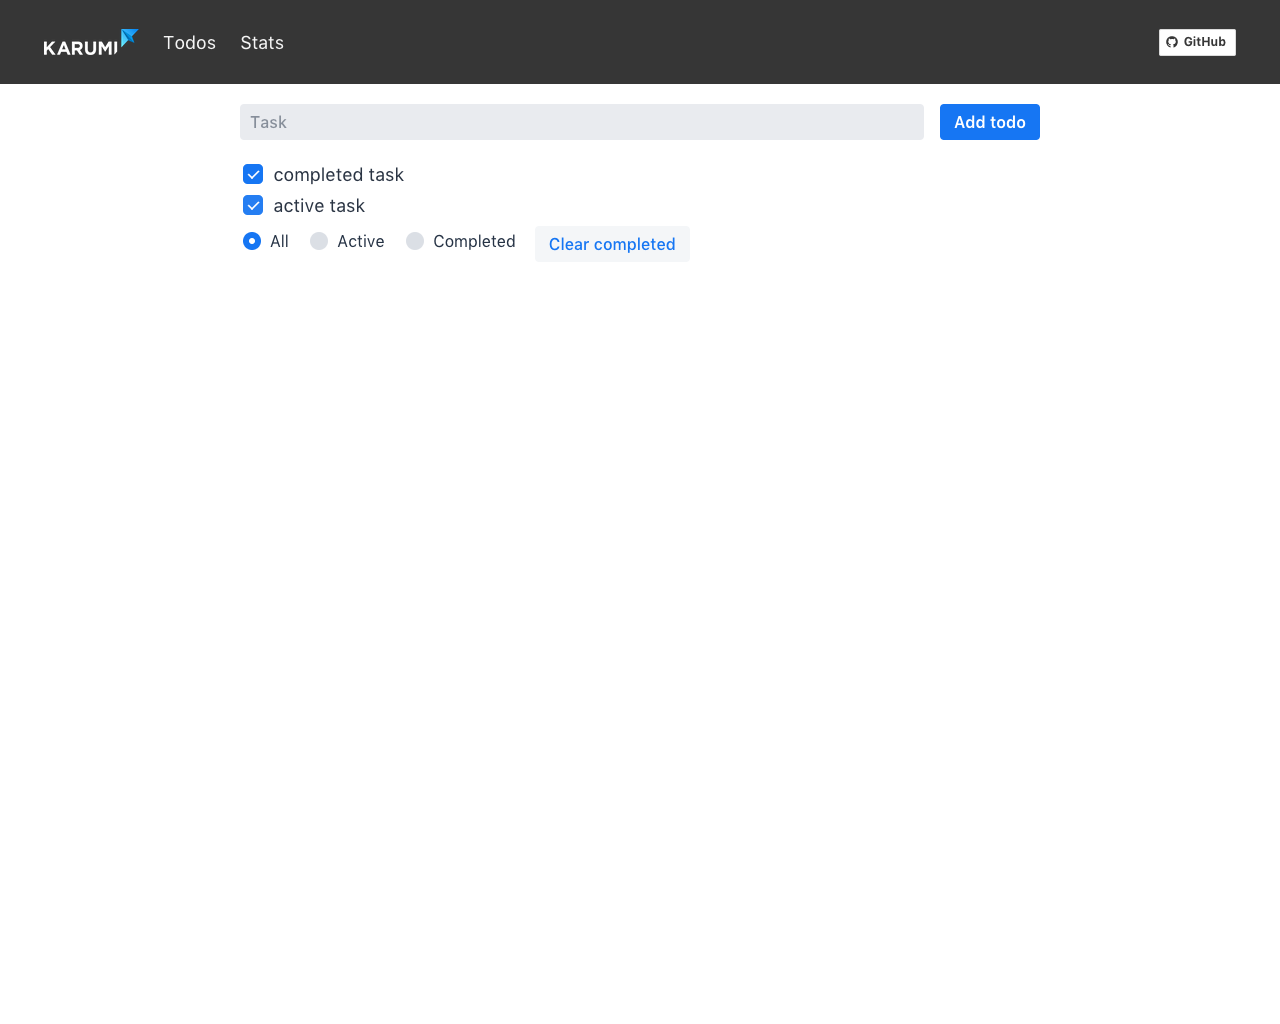 KARUMI Todos Stats GitHub
Task Add todo
completed task
active task
All Active Completed Clear completed